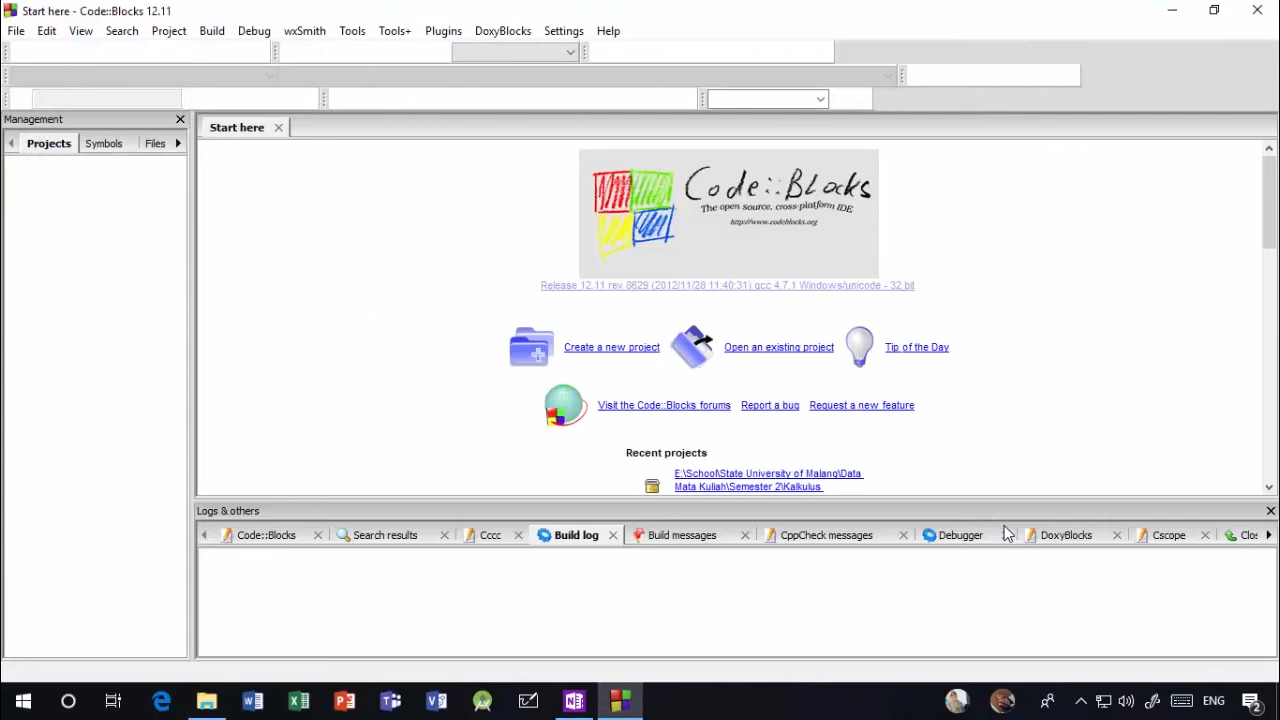 Start here - Code::Blocks 12.11
File Edit View Search Project Build Debug wxSmith Tools Tools+ Plugins DoxyBlocks Settings Help
Management
Projects Symbols Files
Start here
Code::Blocks
The open source, cross-platform IDE
http://www.codeblocks.org
Release 12.11 rev 8629 (2012/11/28 11:40:31) gcc 4.7.1 Windows/unicode - 32 bit
Create a new project Open an existing project Tip of the Day
Visit the Code::Blocks forums Report a bug Request a new feature
Recent projects
E:\School\State University of Malang\Data
Mata Kuliah\Semester 2\Kalkulus
Logs & others
Code::Blocks Search results Cccc Build log Build messages CppCheck messages Debugger DoxyBlocks Cscope Clos
ENG
2